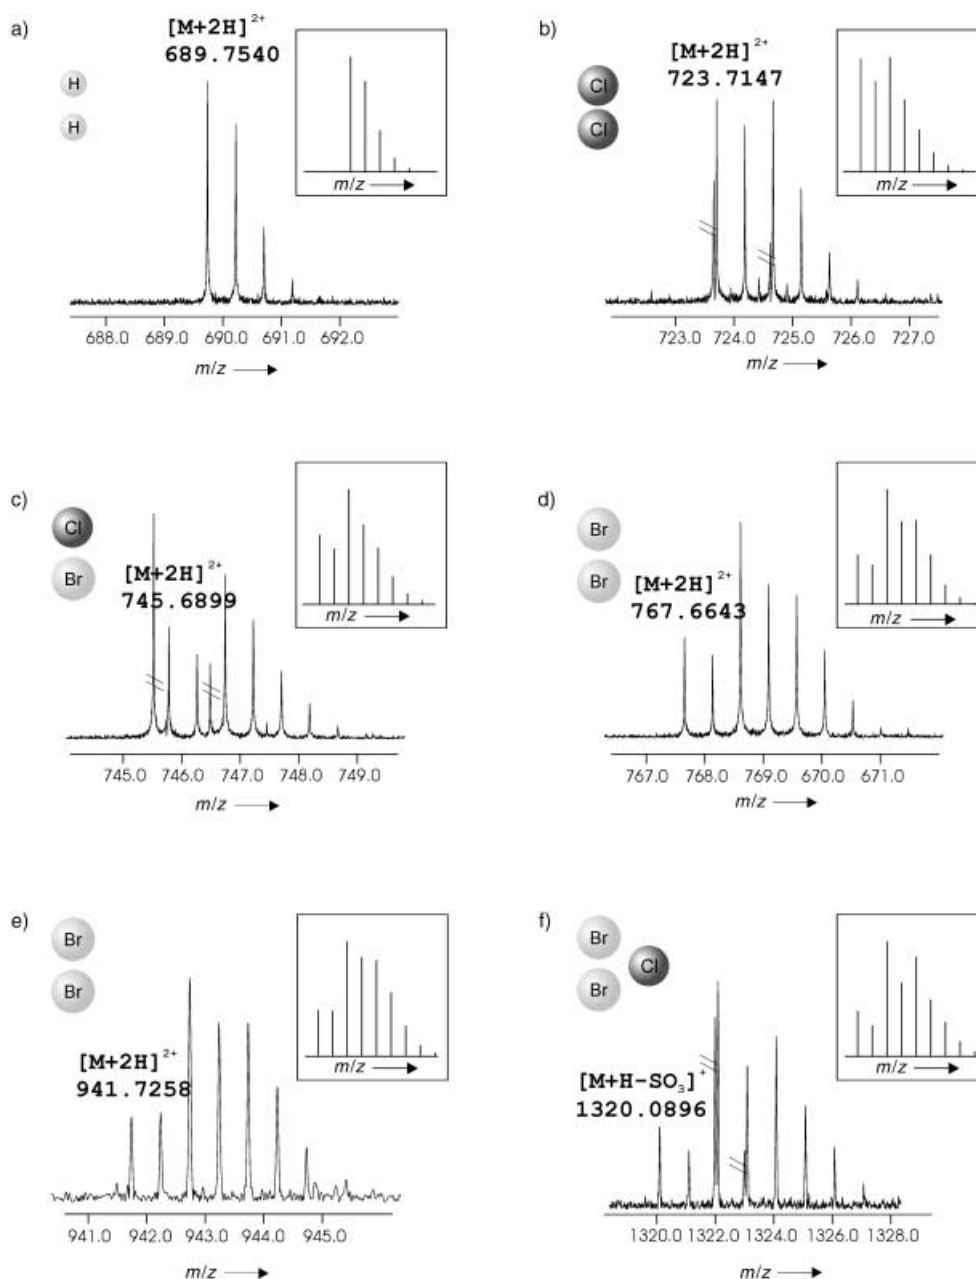 a)
[M+2H]2+
689.7540
H
H
m/z
688.0 689.0 690.0 691.0 692.0
m/z
b)
[M+2H]2+
723.7147
Cl
Cl
m/z
723.0 724.0 725.0 726.0 727.0
m/z
c)
Cl
Br
[M+2H]2+
745.6899
m/z
745.0 746.0 747.0 748.0 749.0
m/z
d)
Br
Br
[M+2H]2+
767.6643
m/z
767.0 768.0 769.0 670.0 671.0
m/z
e)
Br
Br
[M+2H]2+
941.7258
m/z
941.0 942.0 943.0 944.0 945.0
m/z
f)
Br
Br
Cl
[M+H-SO3]+
1320.0896
m/z
1320.0 1322.0 1324.0 1326.0 1328.0
m/z